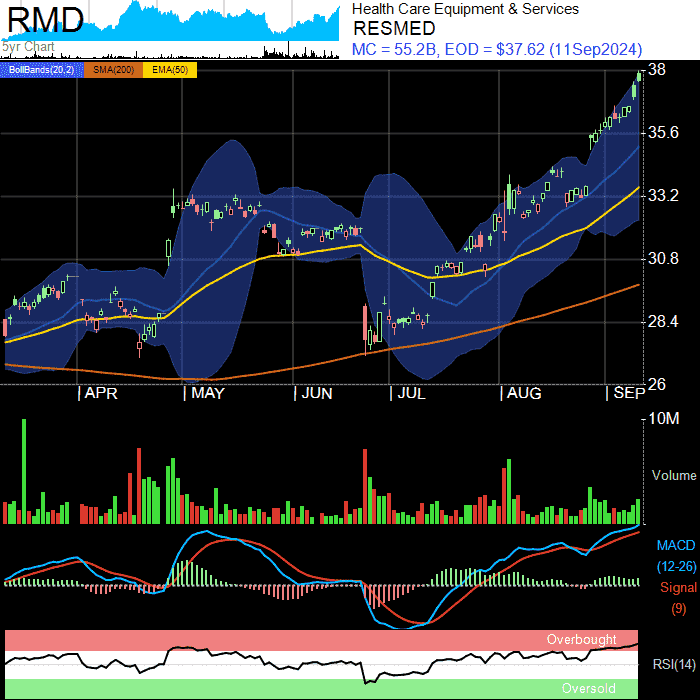 RMD
5yr Chart
Health Care Equipment & Services
RESMED
MC = 55.2B, EOD = $37.62 (11Sep2024)
BollBands(20,2) SMA(200) EMA(50)
38
35.6
33.2
30.8
28.4
26
APR MAY JUN JUL AUG SEP
10M
Volume
MACD
(12-26)
Signal
(9)
Overbought
RSI(14)
Oversold